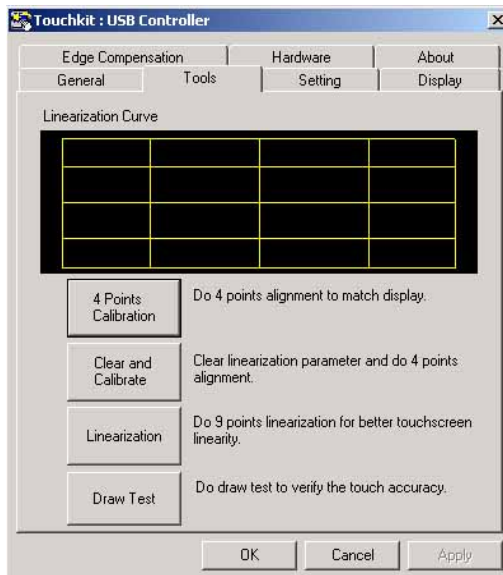 Touchkit : USB Controller
Edge Compensation
Hardware
About
General
Tools
Setting
Display
Linearization Curve
4 Points
Calibration
Do 4 points alignment to match display.
Clear and
Calibrate
Clear linearization parameter and do 4 points
alignment.
Linearization
Do 9 points linearization for better touchscreen
linearity.
Draw Test
Do draw test to verify the touch accuracy.
OK
Cancel
Apply